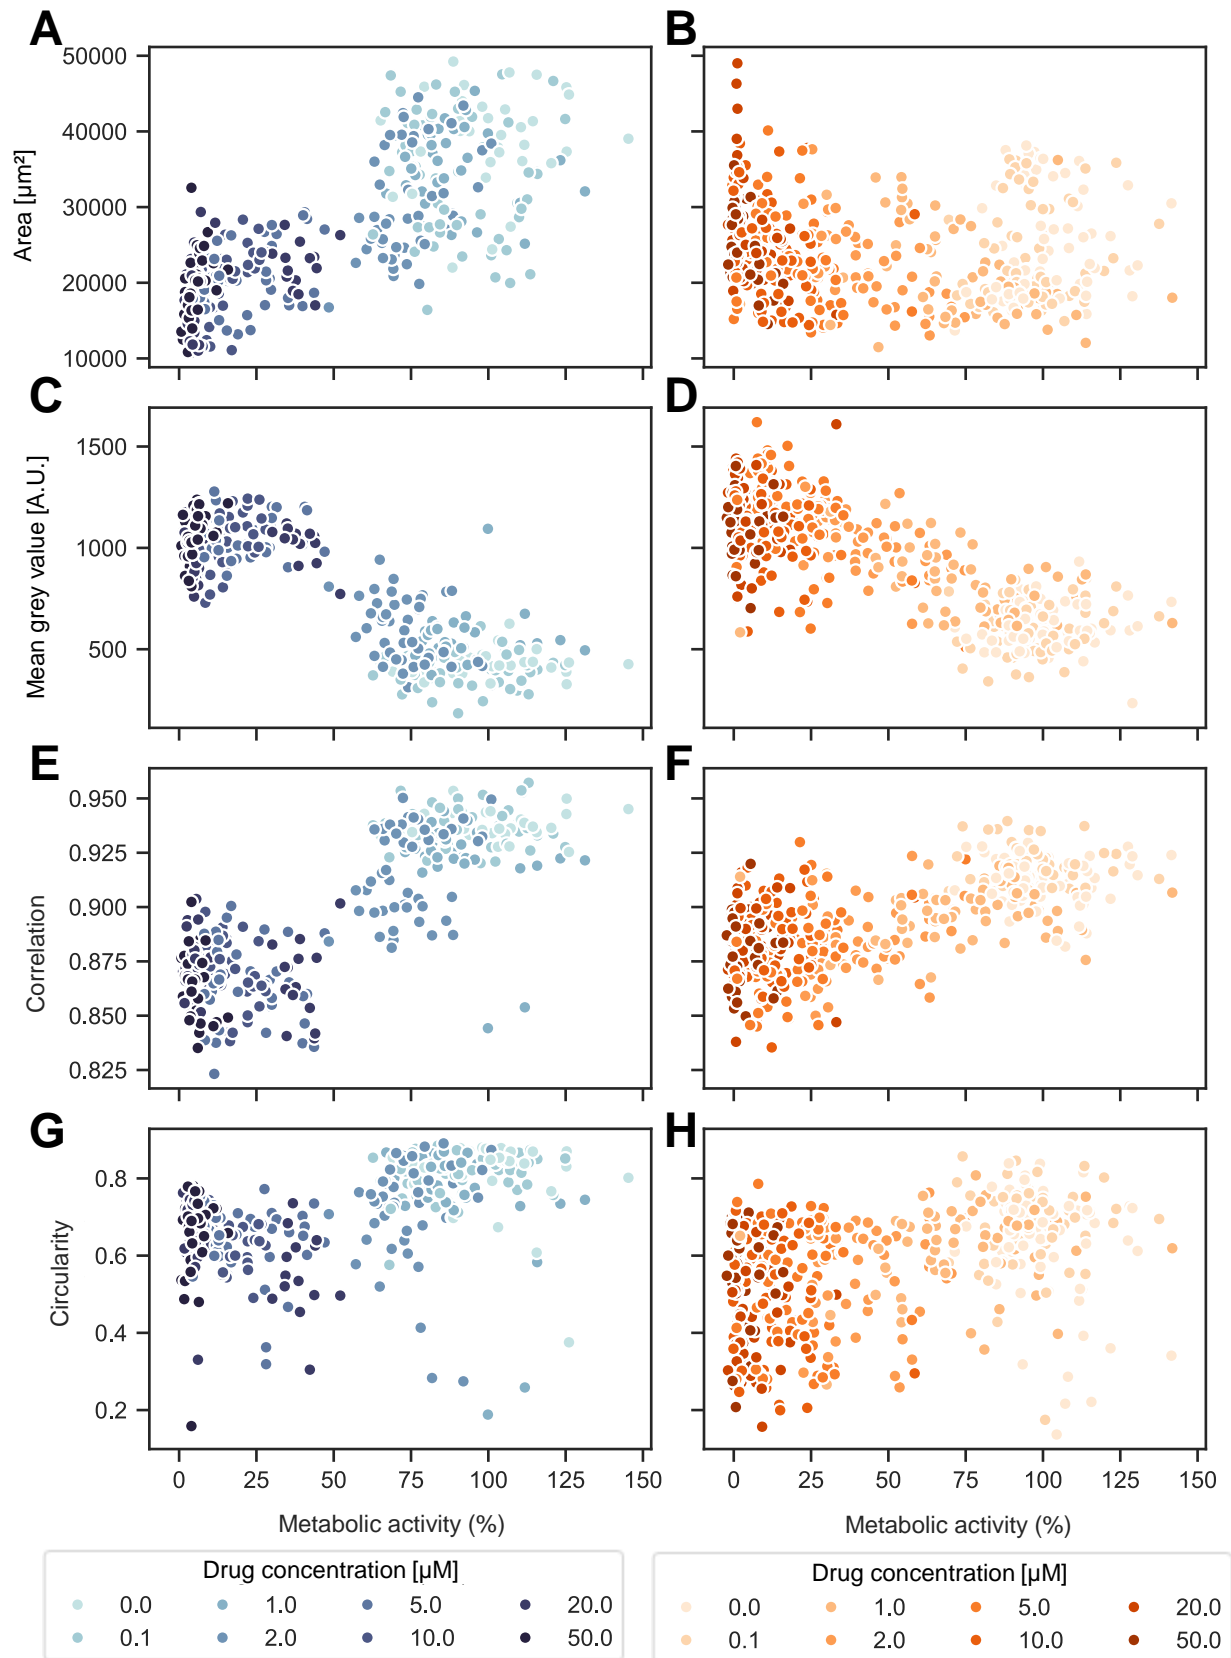 A
B
50000
40000
30000
20000
10000
Area [µm²]
C
D
1500
1000
500
Mean grey value [A.U.]
E
F
0.950
0.925
0.900
0.875
0.850
0.825
Correlation
G
H
0.8
0.6
0.4
0.2
Circularity
0 25 50 75 100 125 150
0 25 50 75 100 125 150
Metabolic activity (%)
Metabolic activity (%)
Drug concentration [µM]
0.0 1.0 5.0 20.0
0.1 2.0 10.0 50.0
Drug concentration [µM]
0.0 1.0 5.0 20.0
0.1 2.0 10.0 50.0